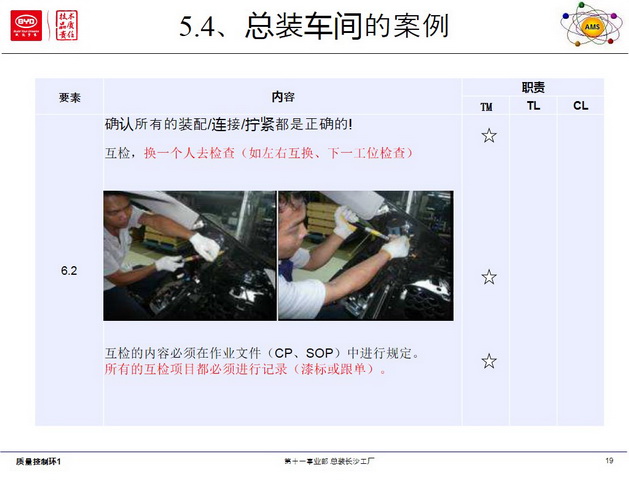 BYD
技术
品质
责任
5.4、总装车间的案例
AMS
要素
内容
职责
TM
TL
CL
6.2
确认所有的装配/连接/拧紧都是正确的!
☆
互检，换一个人去检查（如左右互换、下一工位检查）
☆
互检的内容必须在作业文件（CP、SOP）中进行规定。
所有的互检项目都必须进行记录（漆标或跟单）。
☆
质量控制环1
第十一事业部 总装长沙工厂
19